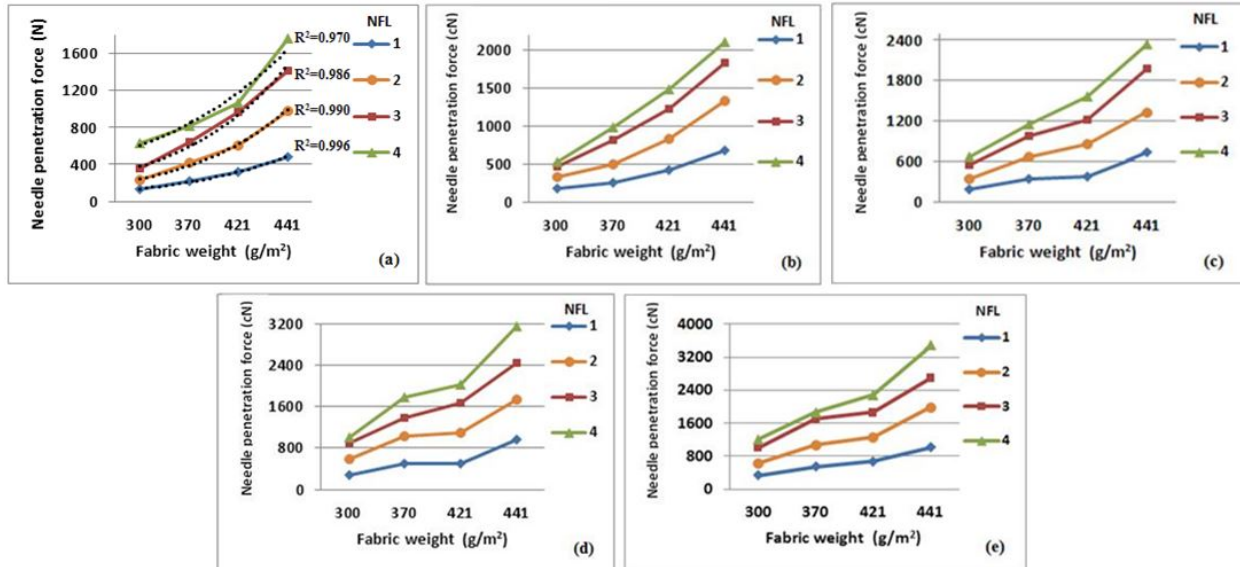 Needle penetration force (N)
1600
1200
800
400
0
300 370 421 441
Fabric weight (g/m²)
(a)
R²=0.970
R²=0.986
R²=0.990
R²=0.996
NFL
1
2
3
4
Needle penetration force (cN)
2000
1500
1000
500
0
300 370 421 441
Fabric weight (g/m²)
(b)
NFL
1
2
3
4
Needle penetration force (cN)
2400
1800
1200
600
0
300 370 421 441
Fabric weight (g/m²)
(c)
NFL
1
2
3
4
Needle penetration force (cN)
3200
2400
1600
800
0
300 370 421 441
Fabric weight (g/m²)
(d)
NFL
1
2
3
4
Needle penetration force (cN)
4000
3200
2400
1600
800
0
300 370 421 441
Fabric weight (g/m²)
(e)
NFL
1
2
3
4